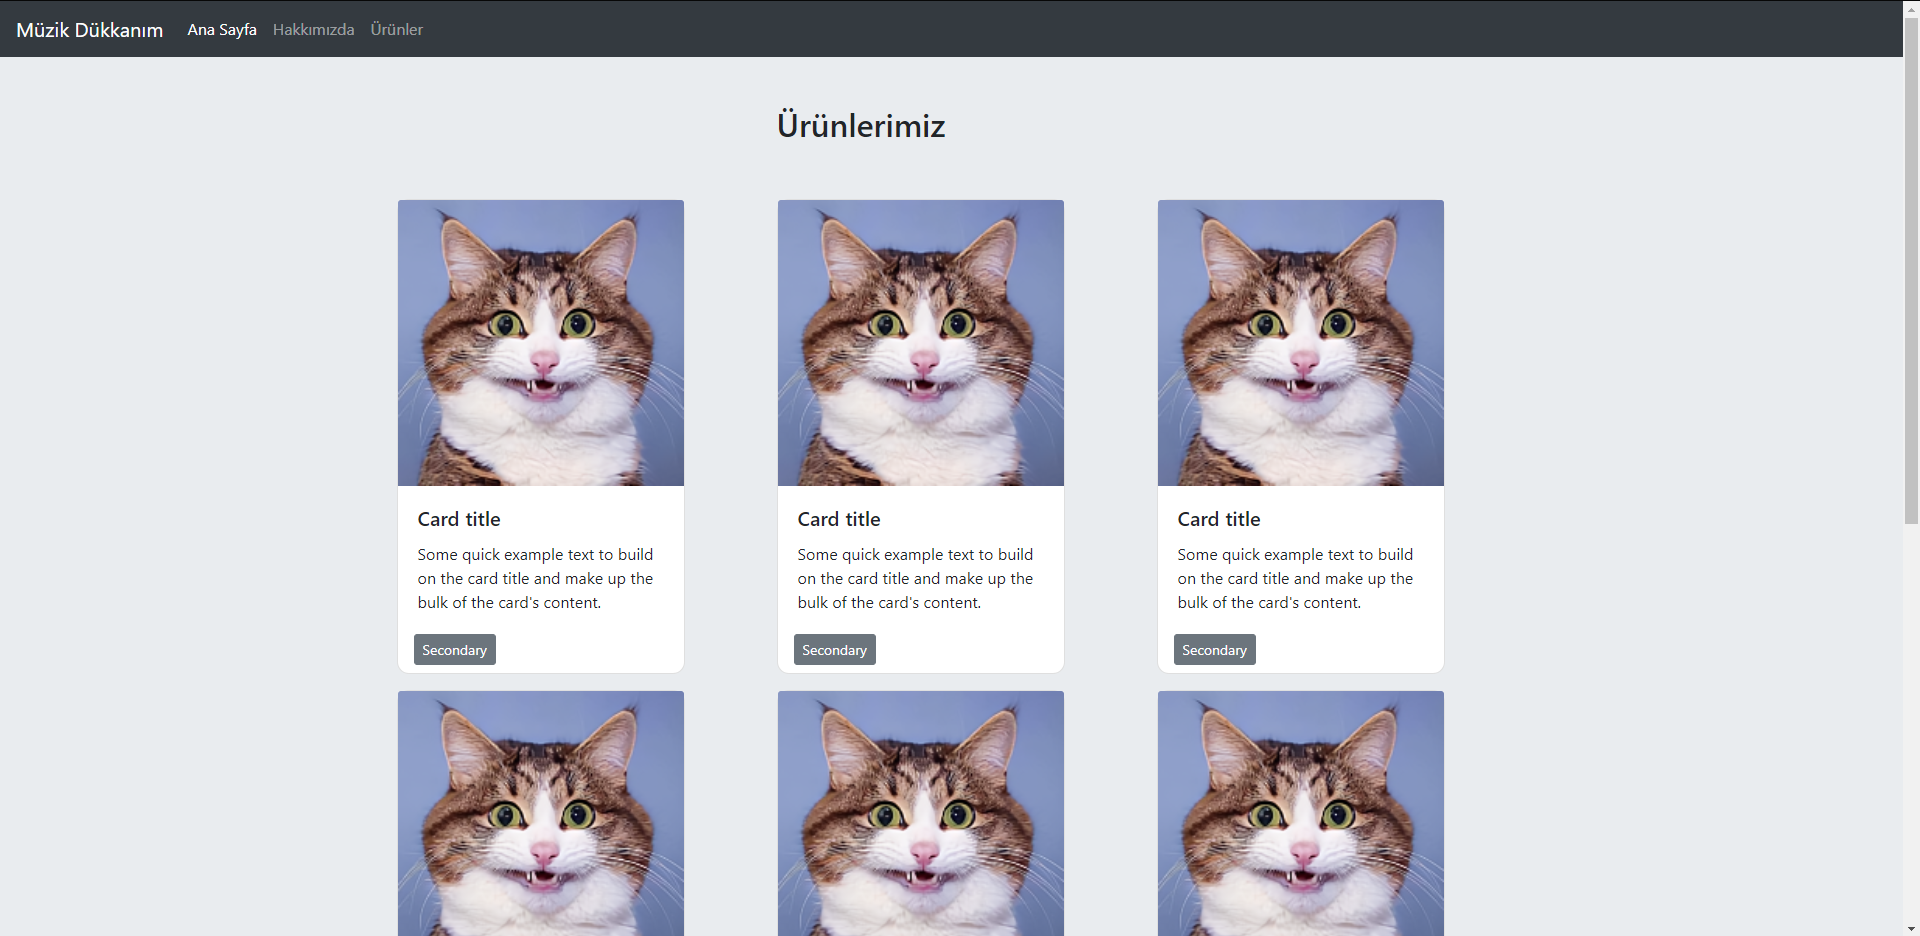 Müzik Dükkanım Ana Sayfa Hakkımızda Ürünler
Ürünlerimiz
Card title
Some quick example text to build
on the card title and make up the
bulk of the card's content.
Secondary
Card title
Some quick example text to build
on the card title and make up the
bulk of the card's content.
Secondary
Card title
Some quick example text to build
on the card title and make up the
bulk of the card's content.
Secondary